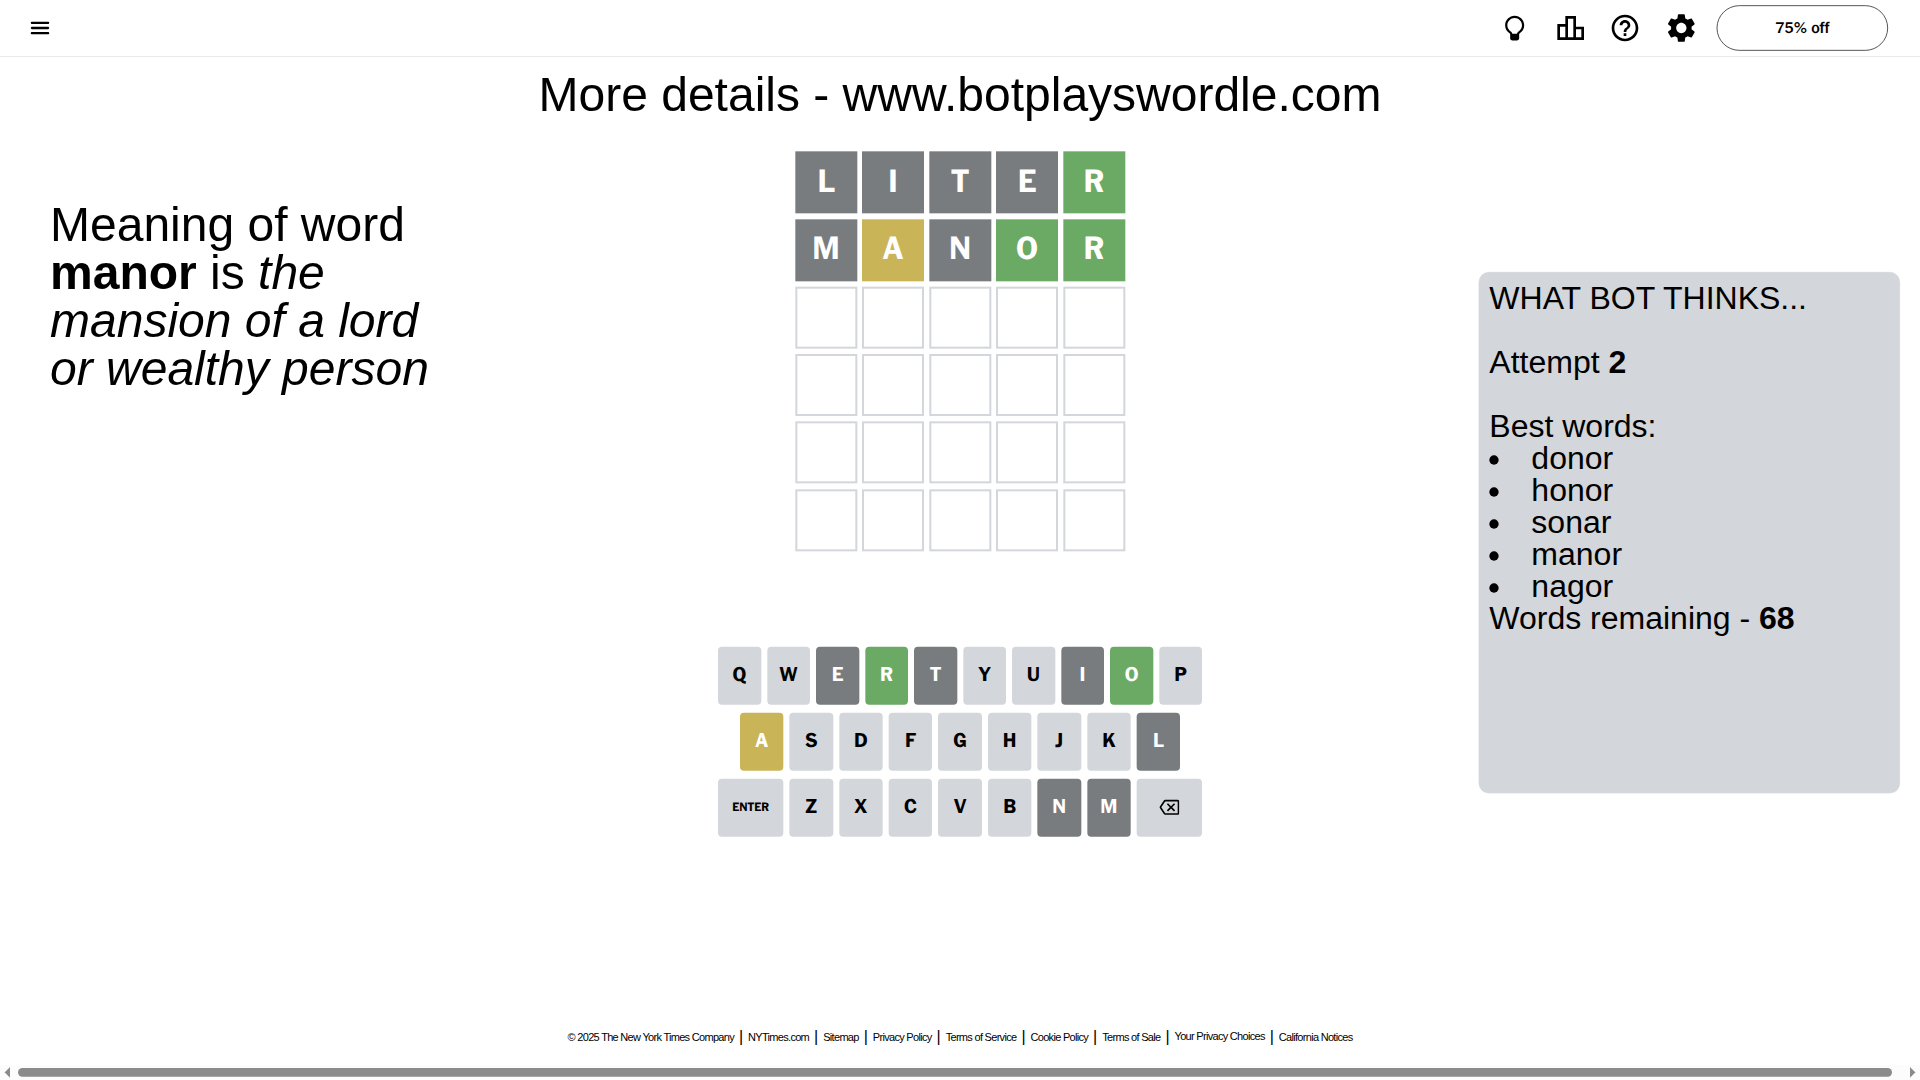 75% off
More details - www.botplayswordle.com
LITER
MANOR
Meaning of word
manor is the
mansion of a lord
or wealthy person
WHAT BOT THINKS...
Attempt 2
Best words:
• donor
• honor
• sonar
• manor
• nagor
Words remaining - 68
Q W E R T Y U I O P
A S D F G H J K L
ENTER Z X C V B N M
© 2025 The New York Times Company | NYTimes.com | Sitemap | Privacy Policy | Terms of Service | Cookie Policy | Terms of Sale | Your Privacy Choices | California Notices